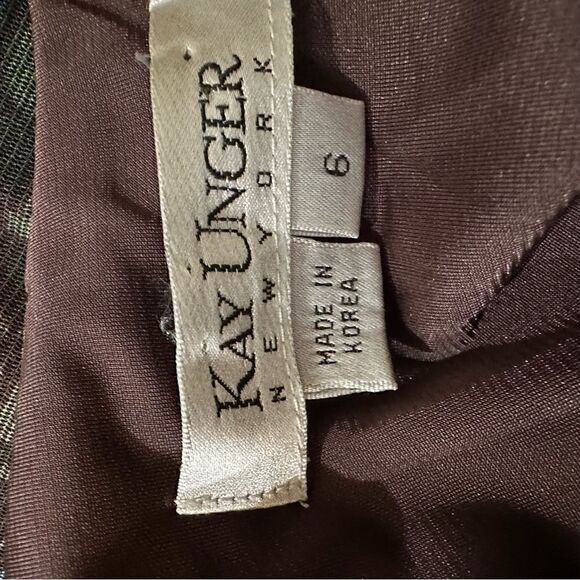 KAY UNGER
NEW YORK
6
MADE IN
KOREA